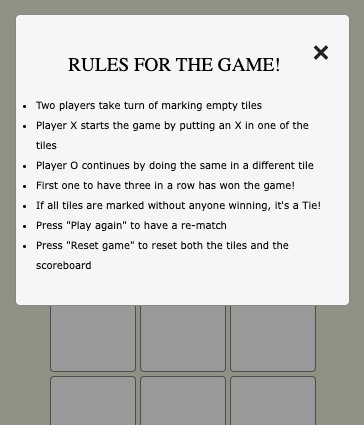 RULES FOR THE GAME!
Two players take turn of marking empty tiles
Player X starts the game by putting an X in one of the
tiles
Player O continues by doing the same in a different tile
First one to have three in a row has won the game!
If all tiles are marked without anyone winning, it's a Tie!
Press "Play again" to have a re-match
Press "Reset game" to reset both the tiles and the
scoreboard